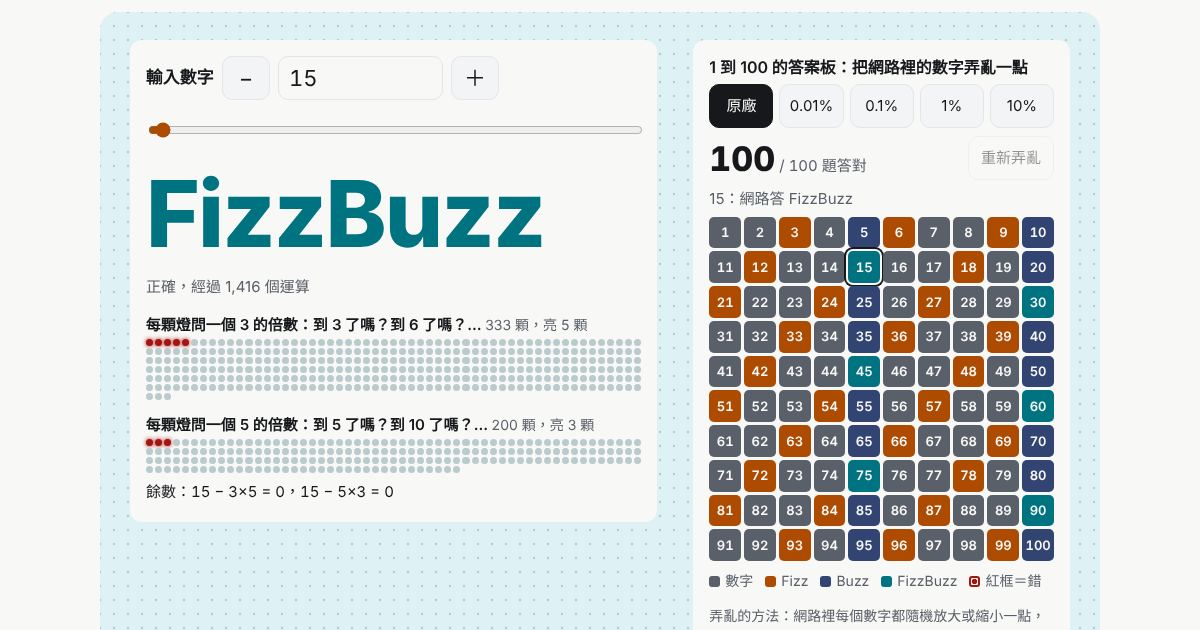 輸入數字
−
15
+
FizzBuzz
正確，經過 1,416 個運算
每顆燈問一個 3 的倍數：到 3 了嗎？到 6 了嗎？… 333 顆，亮 5 顆
每顆燈問一個 5 的倍數：到 5 了嗎？到 10 了嗎？… 200 顆，亮 3 顆
餘數：15 − 3×5 = 0，15 − 5×3 = 0
1 到 100 的答案板：把網路裡的數字弄亂一點
原廠 0.01% 0.1% 1% 10%
100 / 100 題答對
重新弄亂
15：網路答 FizzBuzz
1 2 3 4 5 6 7 8 9 10
11 12 13 14 15 16 17 18 19 20
21 22 23 24 25 26 27 28 29 30
31 32 33 34 35 36 37 38 39 40
41 42 43 44 45 46 47 48 49 50
51 52 53 54 55 56 57 58 59 60
61 62 63 64 65 66 67 68 69 70
71 72 73 74 75 76 77 78 79 80
81 82 83 84 85 86 87 88 89 90
91 92 93 94 95 96 97 98 99 100
數字 Fizz Buzz FizzBuzz 紅框＝錯
弄亂的方法：網路裡每個數字都隨機放大或縮小一點，